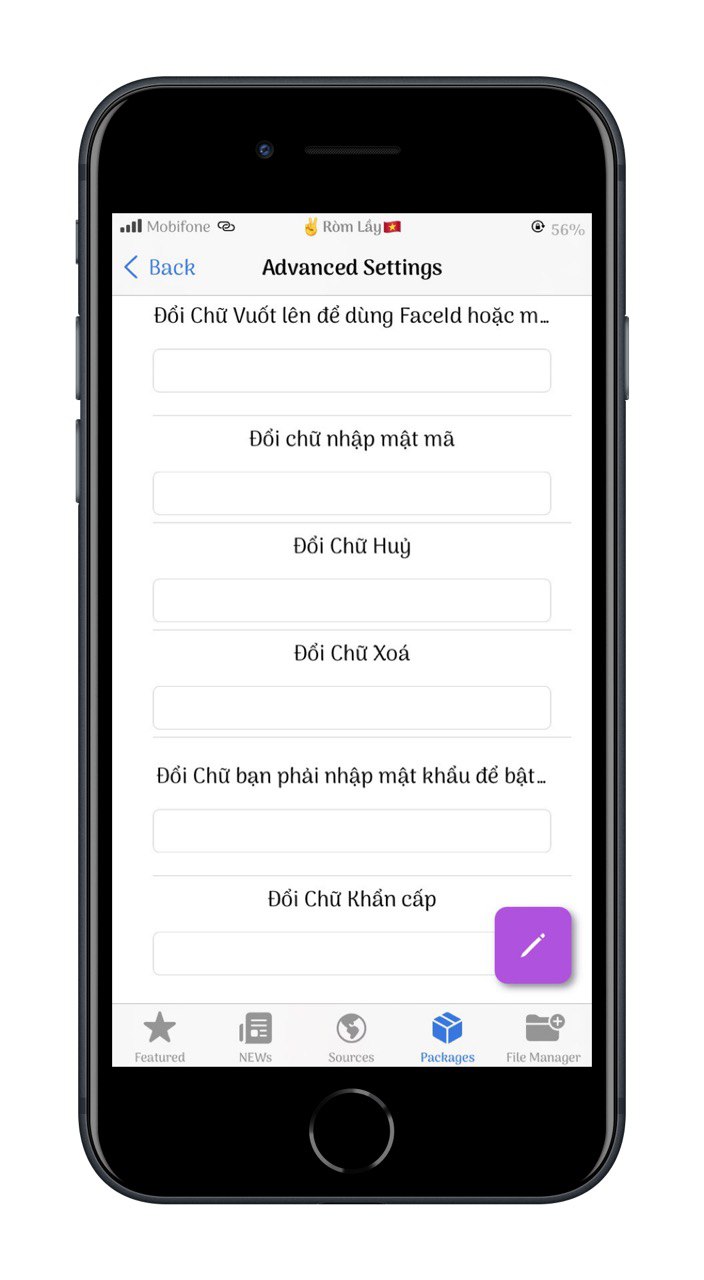 Mobifone
✌️Ròm Lầy🇻🇳
56%
Back
Advanced Settings
Đổi Chữ Vuốt lên để dùng FaceId hoặc m...
Đổi chữ nhập mật mã
Đổi Chữ Huỷ
Đổi Chữ Xoá
Đổi Chữ bạn phải nhập mật khẩu để bật...
Đổi Chữ Khẩn cấp
Featured
NEWs
Sources
Packages
File Manager